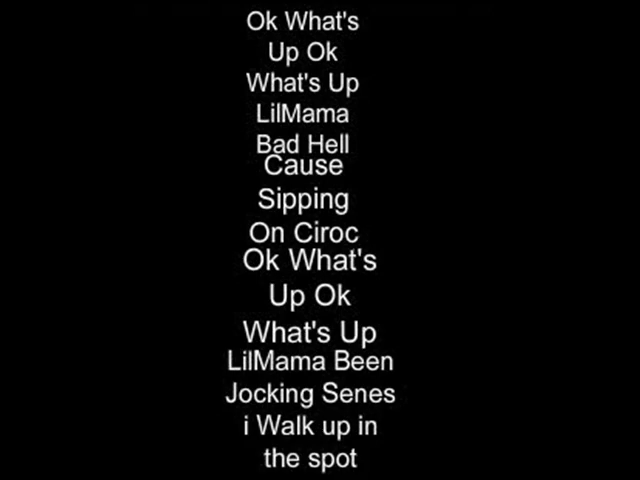 Ok What's
Up Ok
What's Up
LilMama
Bad Hell
Cause
Sipping
On Ciroc
Ok What's
Up Ok
What's Up
LilMama Been
Jocking Senes
i Walk up in
the spot